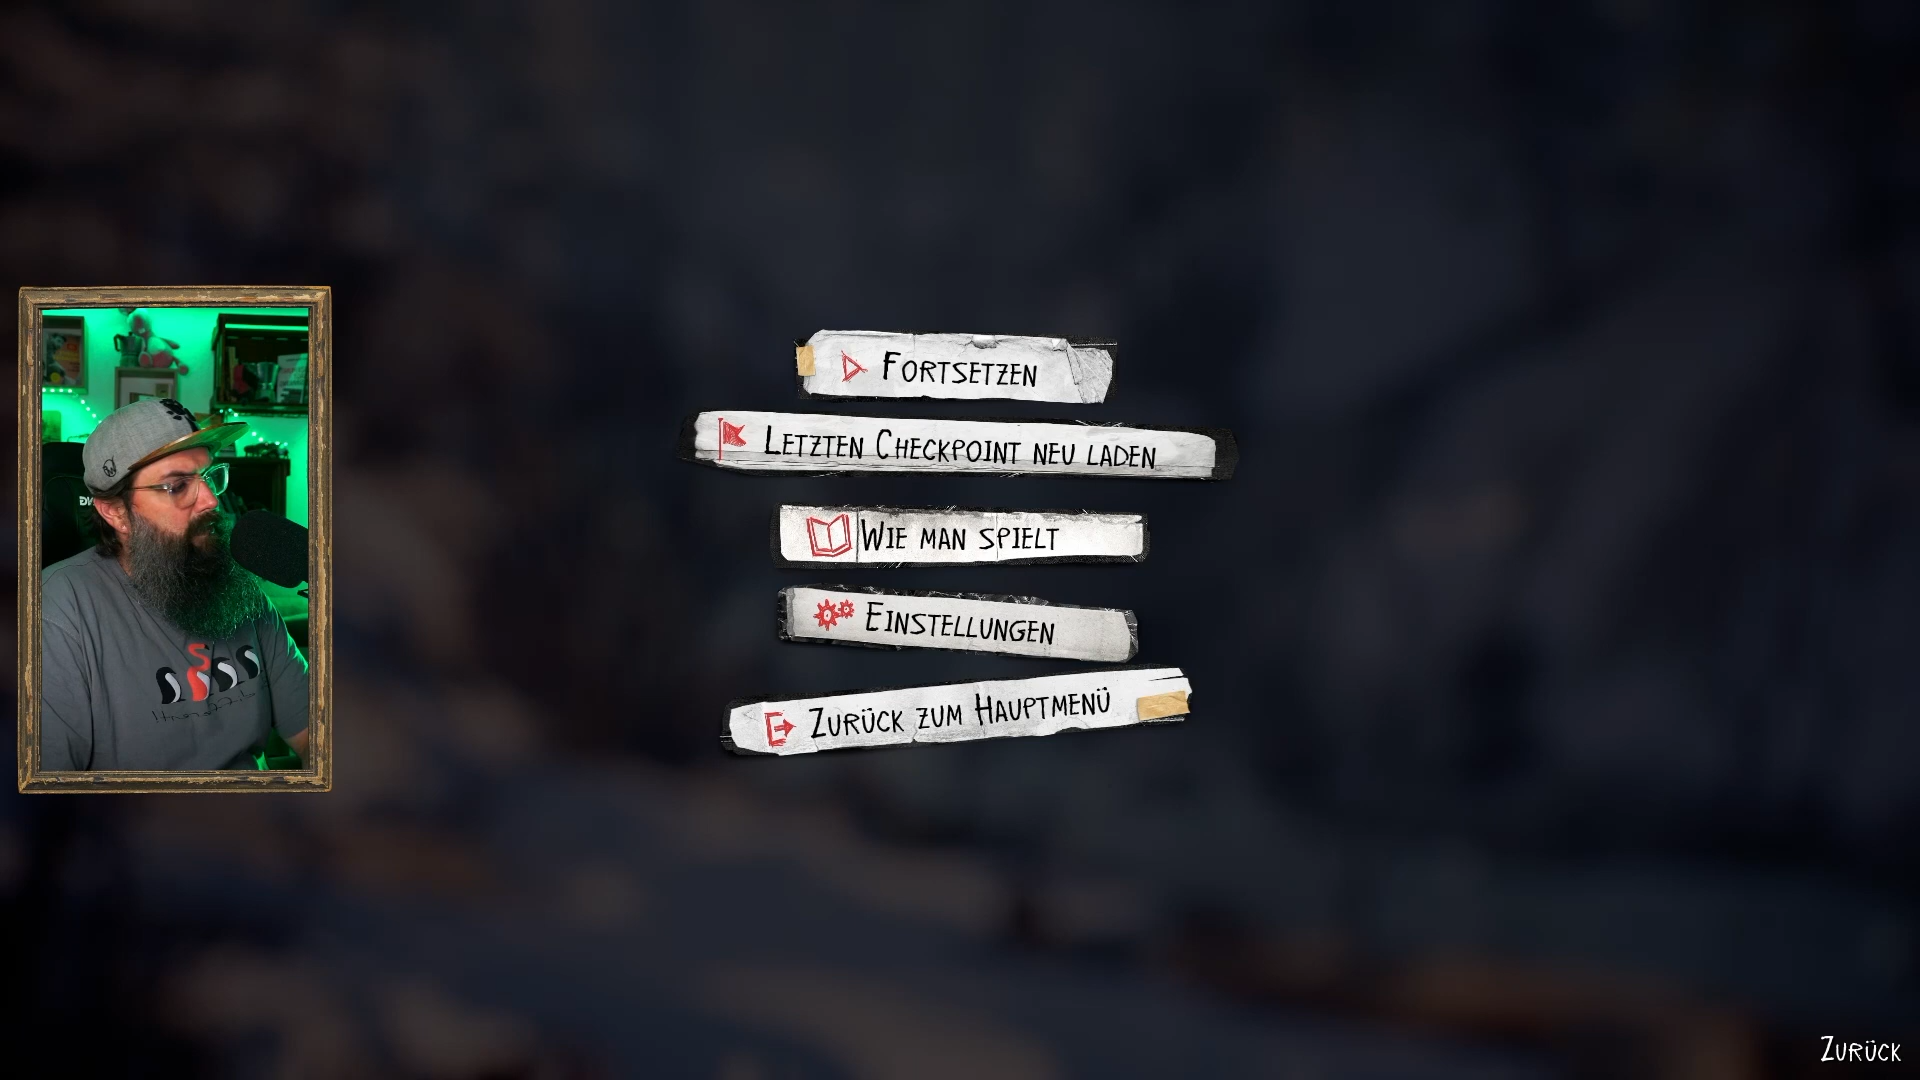 Fortsetzen
Letzten Checkpoint neu laden
Wie man spielt
Einstellungen
Zurück zum Hauptmenü
Zurück